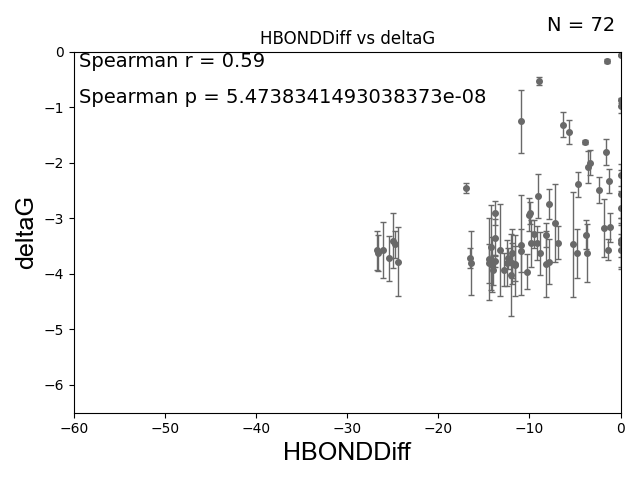 N = 72
HBONDDiff vs deltaG
Spearman r = 0.59
Spearman p = 5.4738341493038373e-08
deltaG
0
−1
−2
−3
−4
−5
−6
−60 −50 −40 −30 −20 −10 0
HBONDDiff